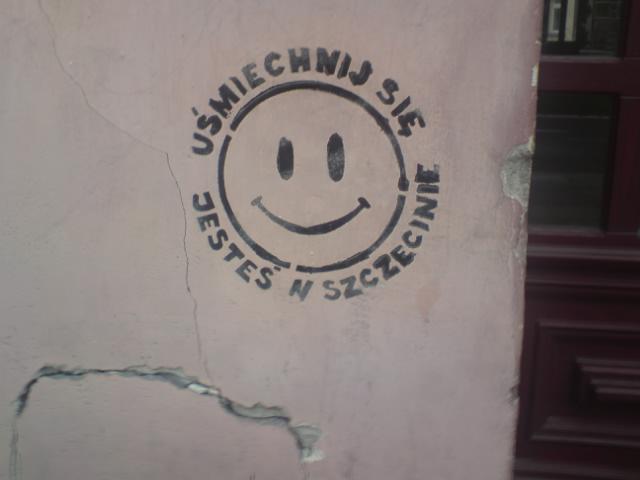 UŚMIECHNIJ SIĘ
JESTEŚ W SZCZECINIE